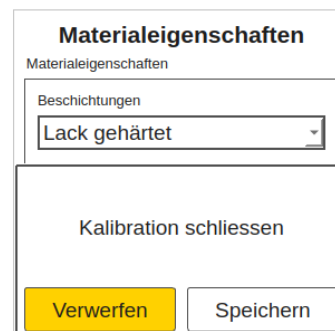 Materialeigenschaften
Materialeigenschaften
Beschichtungen
Lack gehärtet
Kalibration schliessen
Verwerfen
Speichern